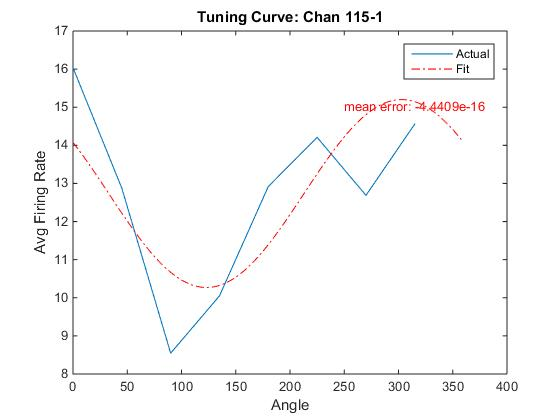 Tuning Curve: Chan 115-1
17
16
15
14
13
12
11
10
9
8
Avg Firing Rate
Actual
Fit
mean error: -4.4409e-16
0 50 100 150 200 250 300 350 400
Angle